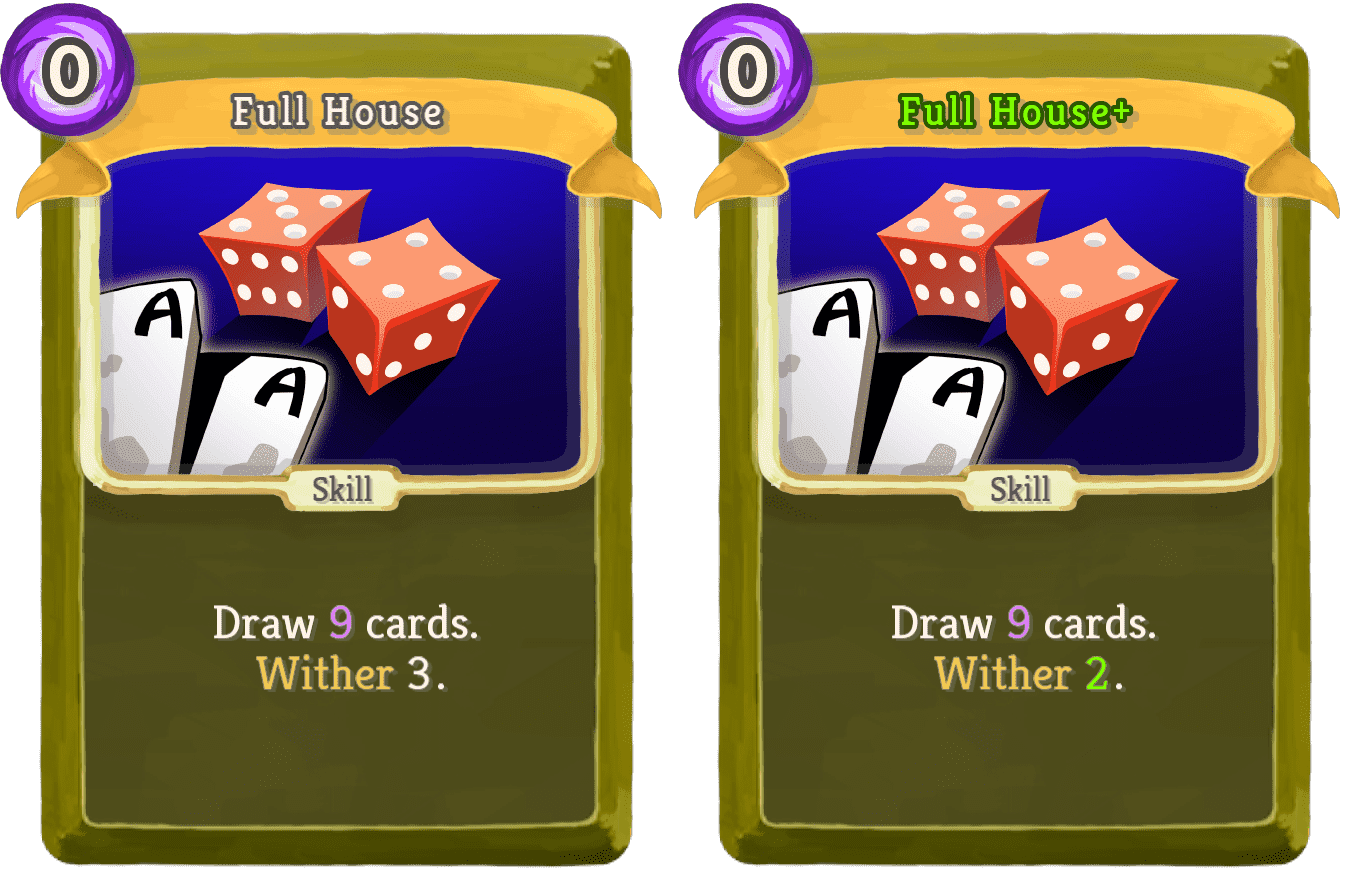 0
Full House
A
A
Skill
Draw 9 cards.
Wither 3.
0
Full House+
A
A
Skill
Draw 9 cards.
Wither 2.